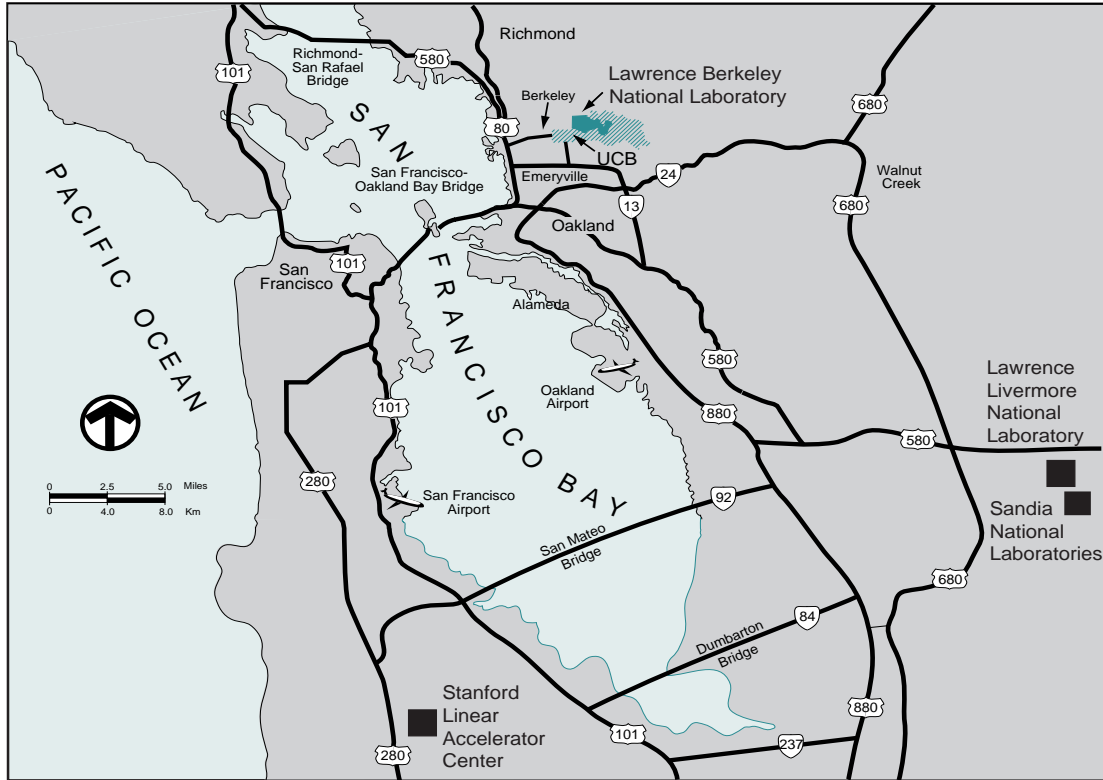 Richmond
Richmond-
San Rafael
Bridge
580
101
Lawrence Berkeley
National Laboratory
Berkeley
680
80
SAN
UCB
San Francisco-
Oakland Bay Bridge
Emeryville
24
Walnut
Creek
13
680
PACIFIC OCEAN
Oakland
San
Francisco
101
FRANCISCO BAY
Alameda
580
Oakland
Airport
Lawrence
Livermore
National
Laboratory
101
880
580
0 2.5 5.0 Miles
0 4.0 8.0 Km
280
San Francisco
Airport
92
Sandia
National
Laboratories
San Mateo
Bridge
680
84
Dumbarton
Bridge
Stanford
Linear
Accelerator
Center
880
101
237
280